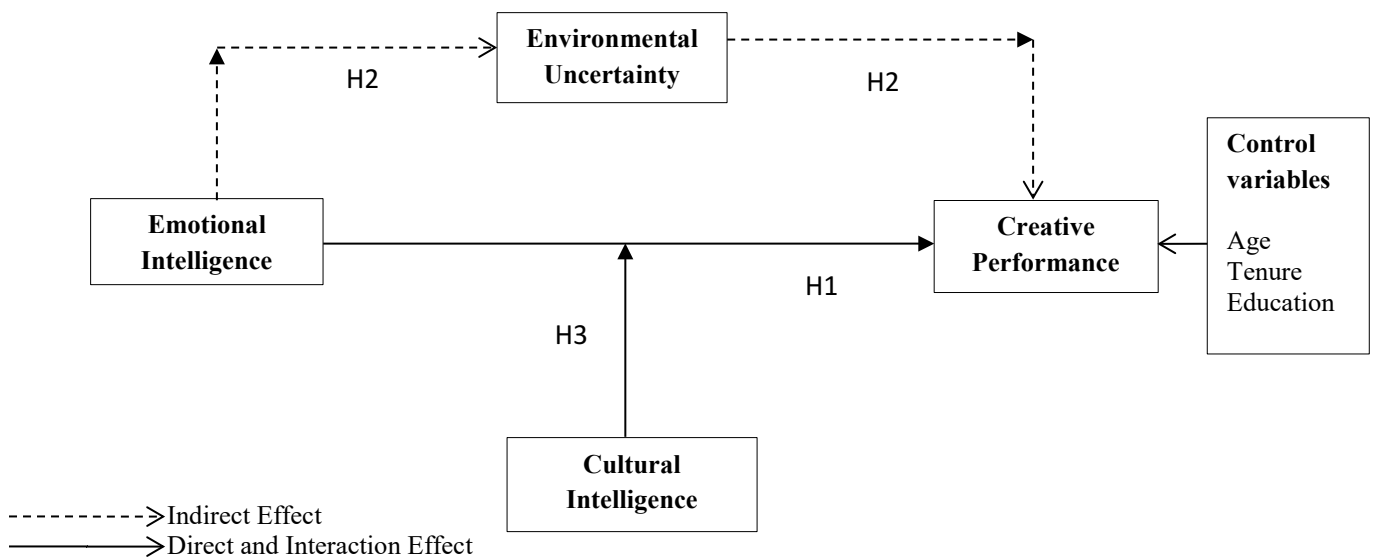 Environmental
Uncertainty
H2
H2
Control
variables
Age
Tenure
Education
Emotional
Intelligence
Creative
Performance
H1
H3
Cultural
Intelligence
Indirect Effect
Direct and Interaction Effect